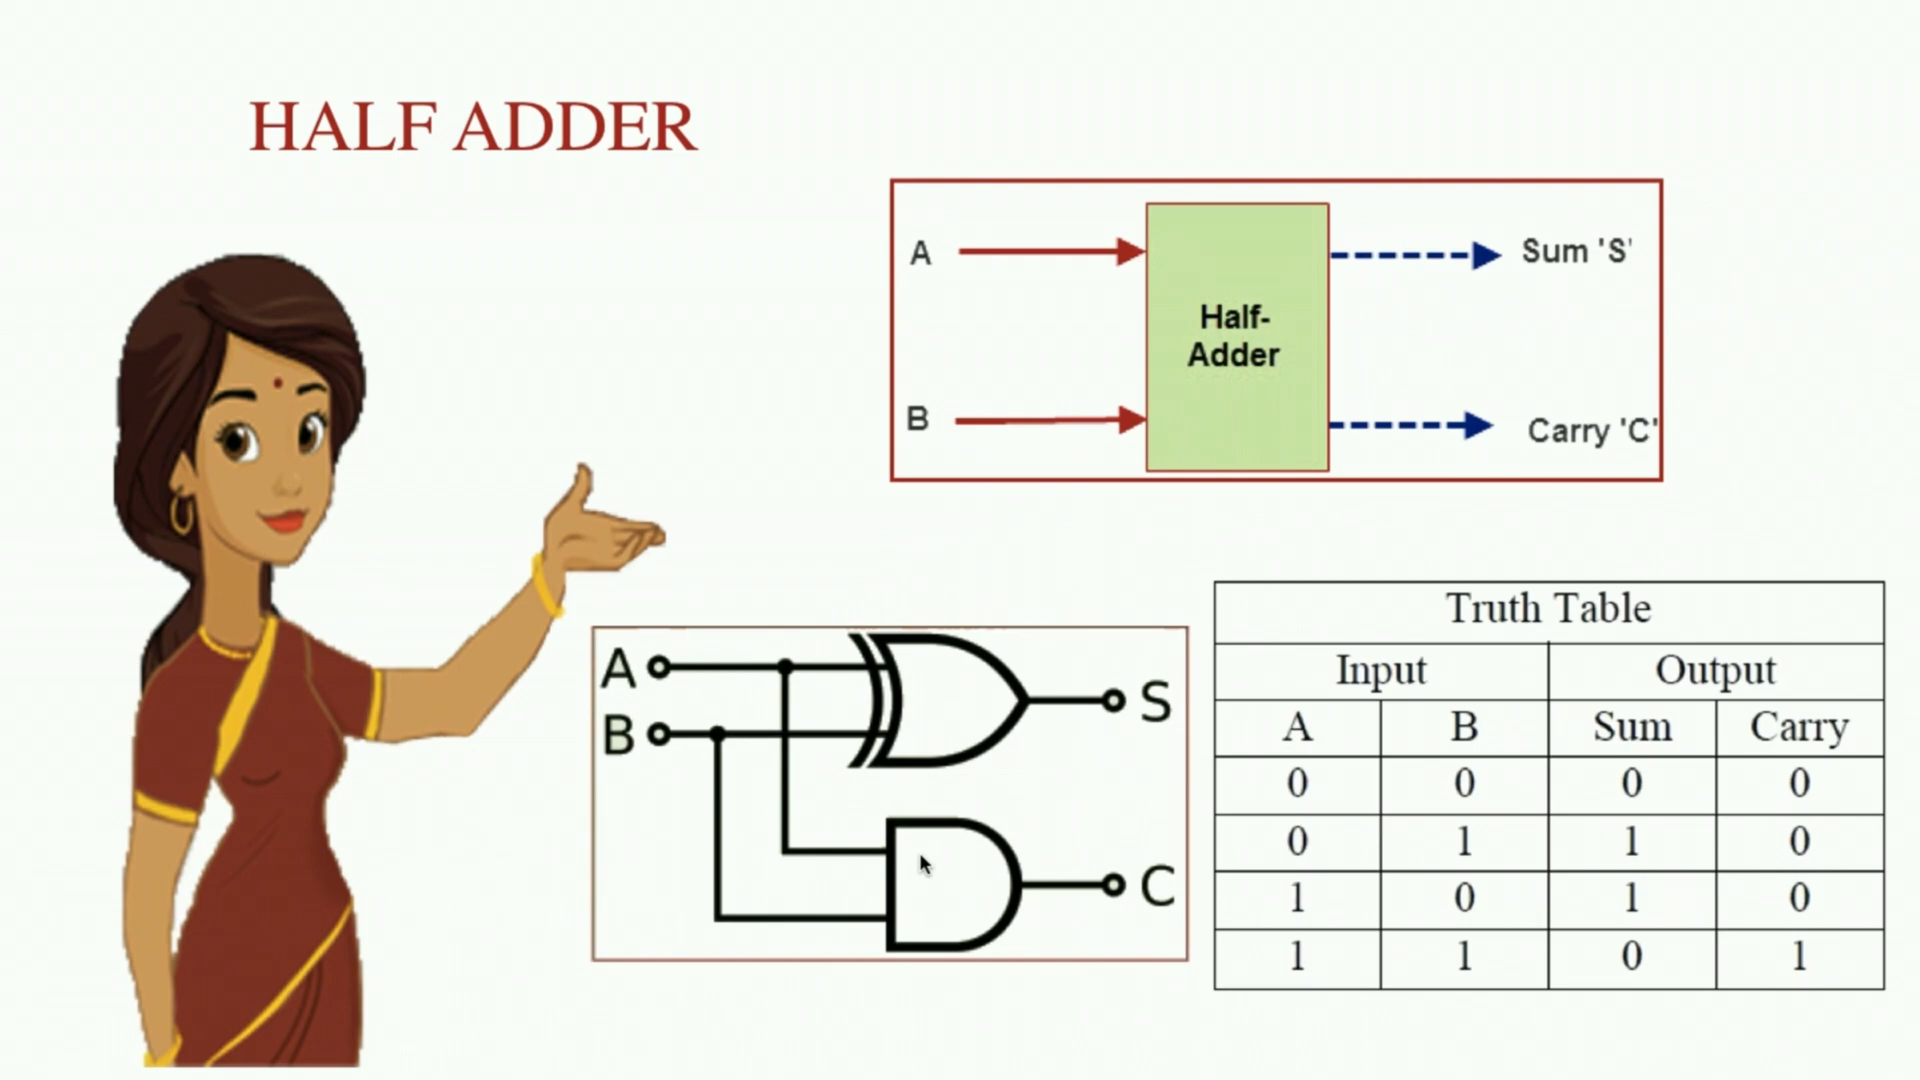 HALF ADDER
A
Sum 'S'
Half-
Adder
B
Carry 'C'
A
B
S
C
Truth Table
Input Output
A B Sum Carry
0 0 0 0
0 1 1 0
1 0 1 0
1 1 0 1